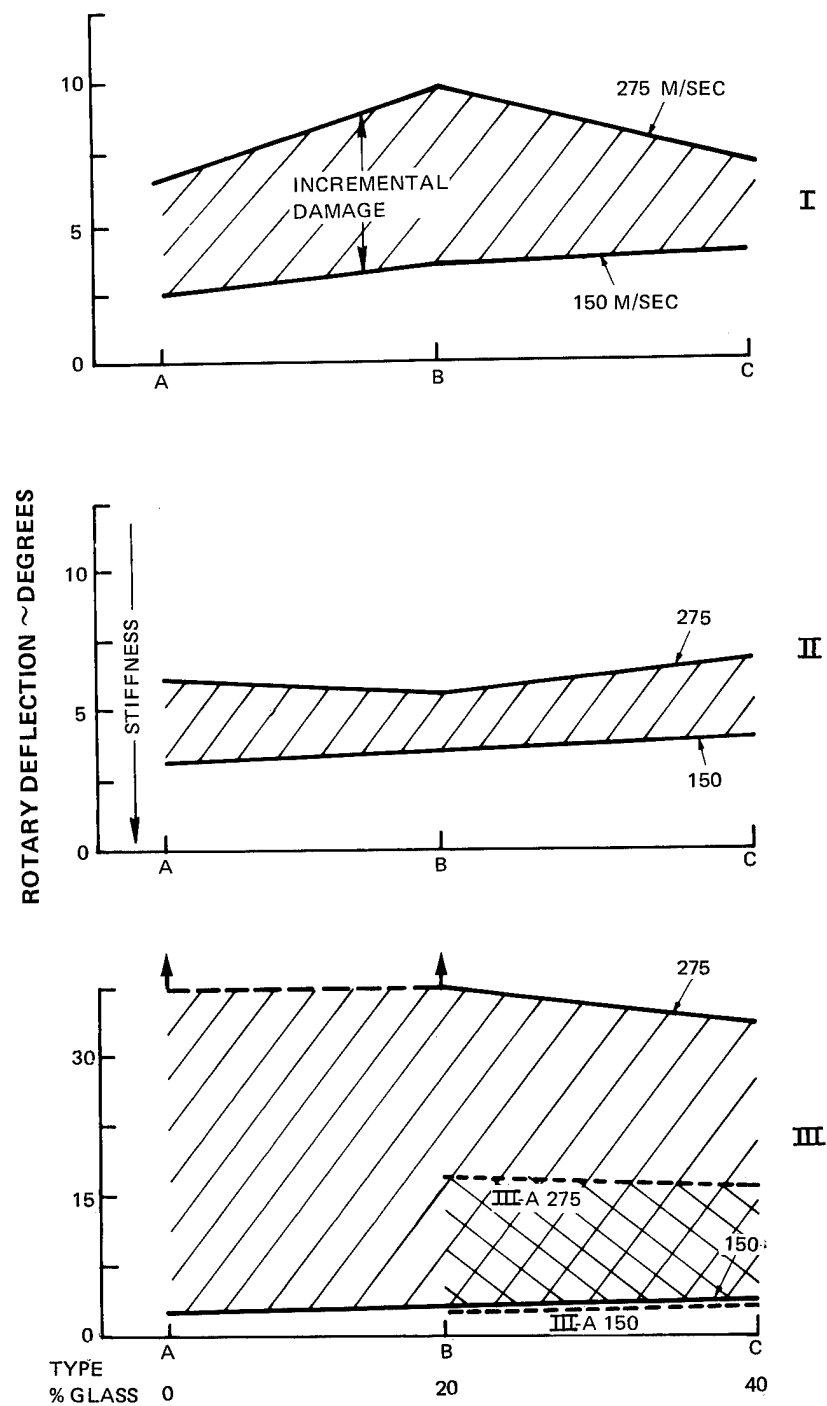 10
5
0
275 M/SEC
INCREMENTAL
DAMAGE
150 M/SEC
A
B
C
I
ROTARY DEFLECTION ~DEGREES
10
5
0
STIFFNESS
275
150
A
B
C
II
30
15
0
275
III-A 275
150
III-A 150
A
B
C
III
TYPE
% GLASS 0 20 40